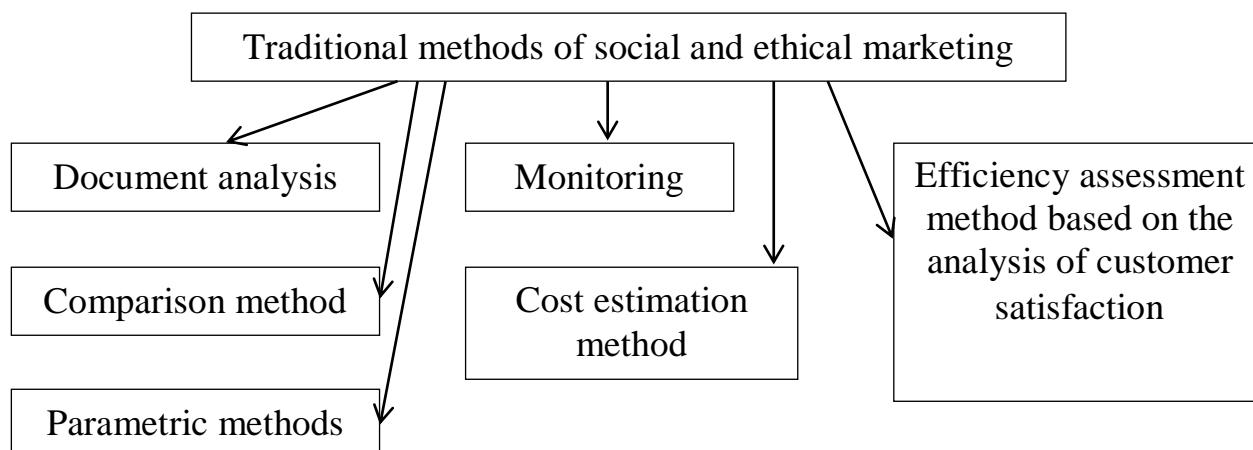 Traditional methods of social and ethical marketing
Document analysis
Comparison method
Parametric methods
Monitoring
Cost estimation
method
Efficiency assessment
method based on the
analysis of customer
satisfaction